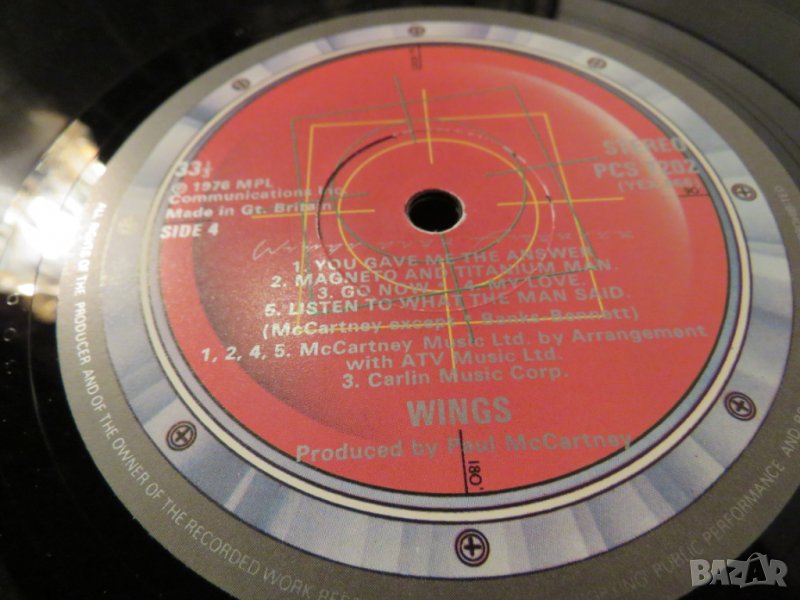 33⅓
℗ 1976 MPL
Communications Inc.
Made in Gt. Britain
SIDE 4
STEREO
PCS
1. YOU GAVE ME THE ANSWER.
2. MAGNETO AND TITANIUM MAN.
3. GO NOW 4. MY LOVE.
5. LISTEN TO WHAT THE MAN SAID.
(McCartney except Banks-Bennett)
1, 2, 4, 5. McCartney Music Ltd. by Arrangement
with ATV Music Ltd.
3. Carlin Music Corp.
WINGS
Produced by Paul McCartney
180'
ALL RIGHTS OF THE PRODUCER AND OF THE OWNER OF THE RECORDED WORK
PUBLIC PERFORMANCE AND
BAZAR